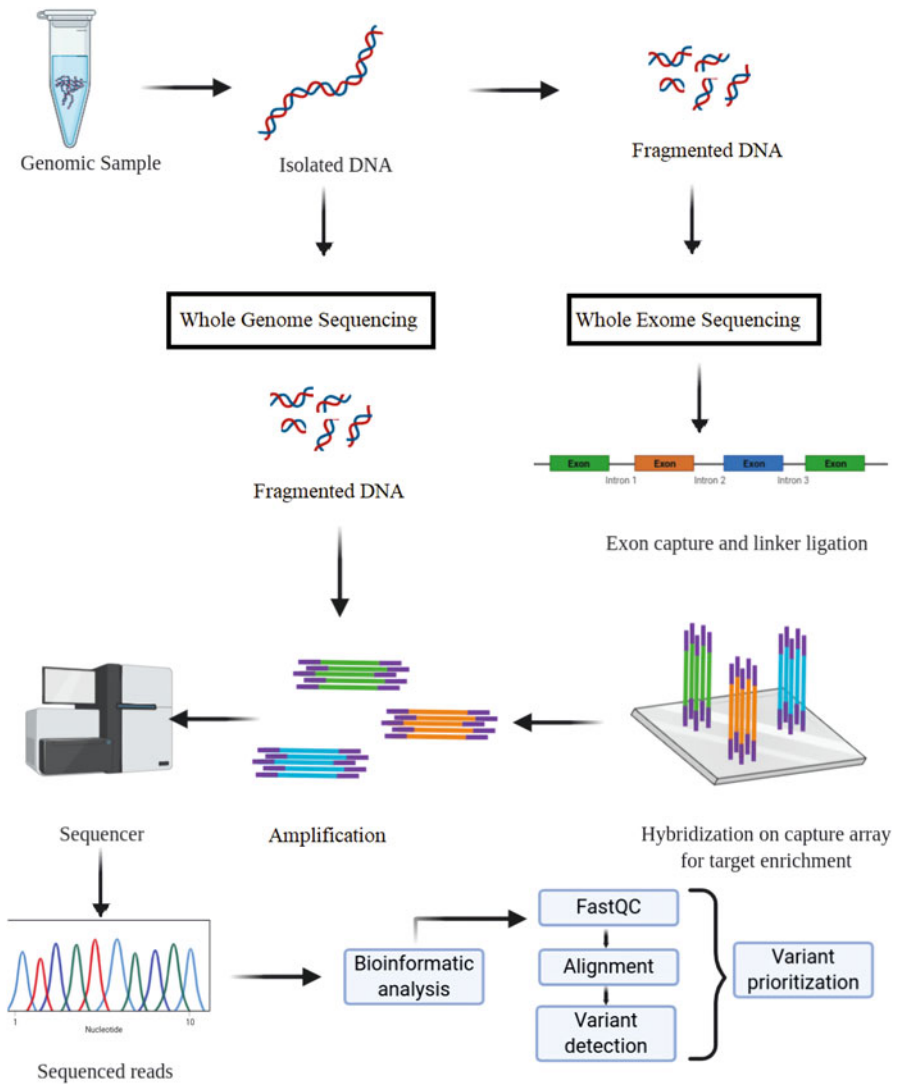 Genomic Sample
Isolated DNA
Fragmented DNA
Whole Genome Sequencing
Whole Exome Sequencing
Fragmented DNA
Exon
Exon
Exon
Exon
Intron 1
Intron 2
Intron 3
Exon capture and linker ligation
Sequencer
Amplification
Hybridization on capture array
for target enrichment
1
10
Nucleotide
Sequenced reads
Bioinformatic
analysis
FastQC
Alignment
Variant
detection
Variant
prioritization